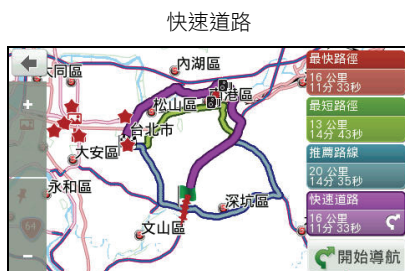 快速道路
大同區
內湖區
松山區
港區
台北市
大安區
永和區
深坑區
文山區
最快路徑
16 公里
11分 33秒
最短路徑
13 公里
14分 43秒
推薦路線
20 公里
14分 35秒
快速道路
16 公里
11分 33秒
開始導航
+
-
64